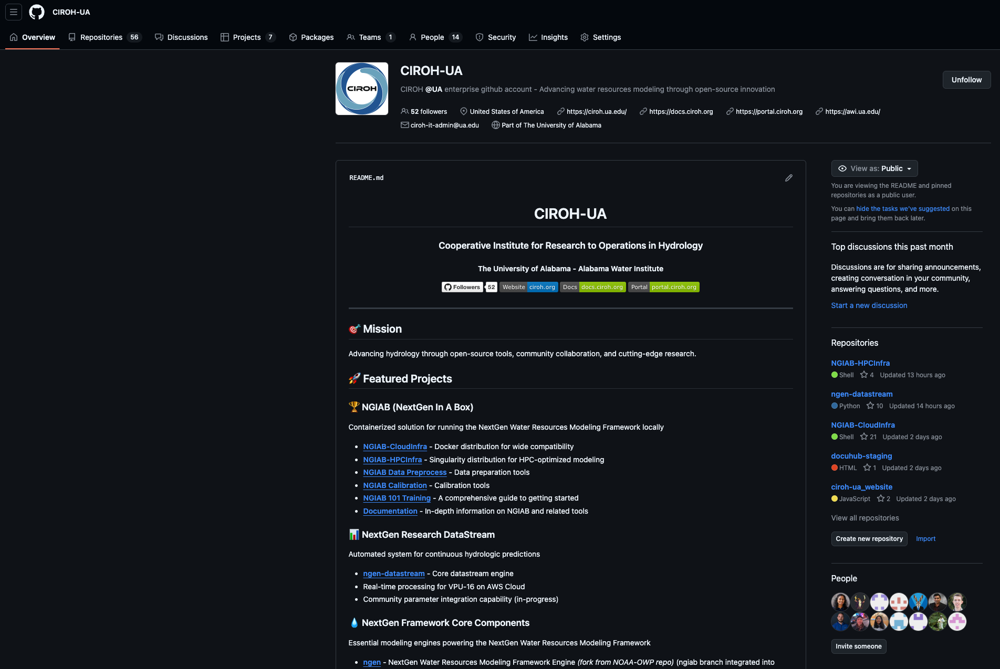 CIROH-UA
Overview
Repositories 56
Discussions
Projects 7
Packages
Teams 1
People 14
Security
Insights
Settings
CIROH
CIROH-UA
CIROH @UA enterprise github account - Advancing water resources modeling through open-source innovation
Unfollow
52 followers
United States of America
https://ciroh.ua.edu/
https://docs.ciroh.org
https://portal.ciroh.org
https://awi.ua.edu/
ciroh-it-admin@ua.edu
Part of The University of Alabama
README.md
CIROH-UA
Cooperative Institute for Research to Operations in Hydrology
The University of Alabama - Alabama Water Institute
Followers 52
Website ciroh.org
Docs docs.ciroh.org
Portal portal.ciroh.org
🎯 Mission
Advancing hydrology through open-source tools, community collaboration, and cutting-edge research.
🚀 Featured Projects
🏆 NGIAB (NextGen In A Box)
Containerized solution for running the NextGen Water Resources Modeling Framework locally
• NGIAB-CloudInfra - Docker distribution for wide compatibility
• NGIAB-HPCInfra - Singularity distribution for HPC-optimized modeling
• NGIAB Data Preprocess - Data preparation tools
• NGIAB Calibration - Calibration tools
• NGIAB 101 Training - A comprehensive guide to getting started
• Documentation - In-depth information on NGIAB and related tools
📊 NextGen Research DataStream
Automated system for continuous hydrologic predictions
• ngen-datastream - Core datastream engine
• Real-time processing for VPU-16 on AWS Cloud
• Community parameter integration capability (in-progress)
💧 NextGen Framework Core Components
Essential modeling engines powering the NextGen Water Resources Modeling Framework
• ngen - NextGen Water Resources Modeling Framework Engine (fork from NOAA-OWP repo) (ngiab branch integrated into
View as: Public
You are viewing the README and pinned
repositories as a public user.
You can hide the tasks we've suggested on this
page and bring them back later.
Top discussions this past month
Discussions are for sharing announcements,
creating conversation in your community,
answering questions, and more.
Start a new discussion
Repositories
NGIAB-HPCInfra
Shell 4 Updated 13 hours ago
ngen-datastream
Python 10 Updated 14 hours ago
NGIAB-CloudInfra
Shell 21 Updated 2 days ago
docuhub-staging
HTML 1 Updated 2 days ago
ciroh-ua_website
JavaScript 2 Updated 2 days ago
View all repositories
Create new repository
Import
People
Invite someone